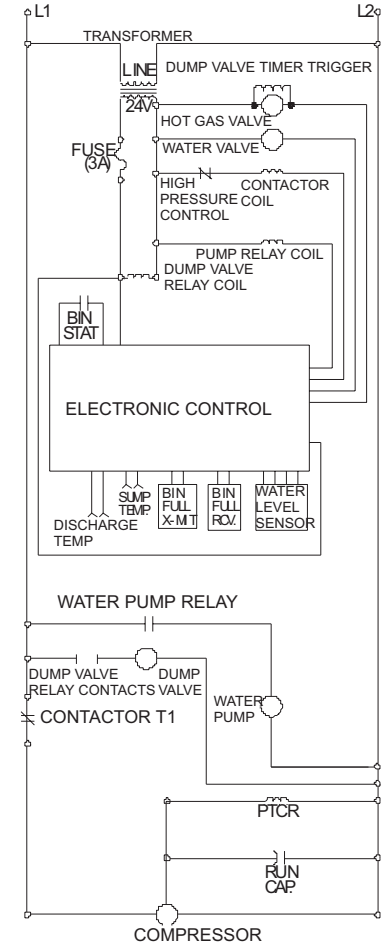 L1 L2
TRANSFORMER
LINE
DUMP VALVE TIMER TRIGGER
24V
HOT GAS VALVE
FUSE
(3A)
WATER VALVE
HIGH
PRESSURE
CONTROL
CONTACTOR
COIL
PUMP RELAY COIL
DUMP VALVE
RELAY COIL
BIN
STAT
ELECTRONIC CONTROL
DISCHARGE
TEMP
SUMP
TEMP.
BIN
FULL
X-MIT
BIN
FULL
RCV.
WATER
LEVEL
SENSOR
WATER PUMP RELAY
DUMP VALVE
RELAY CONTACTS
DUMP
VALVE
CONTACTOR T1
WATER
PUMP
PTCR
RUN
CAP.
COMPRESSOR